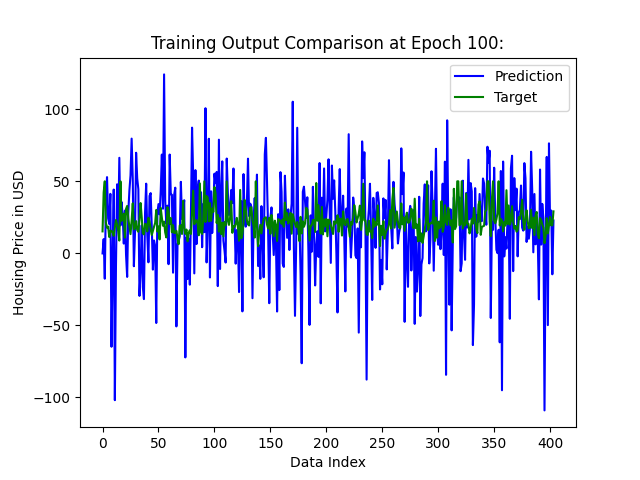 Training Output Comparison at Epoch 100:
Prediction
Target
Housing Price in USD
100
50
0
−50
−100
0 50 100 150 200 250 300 350 400
Data Index